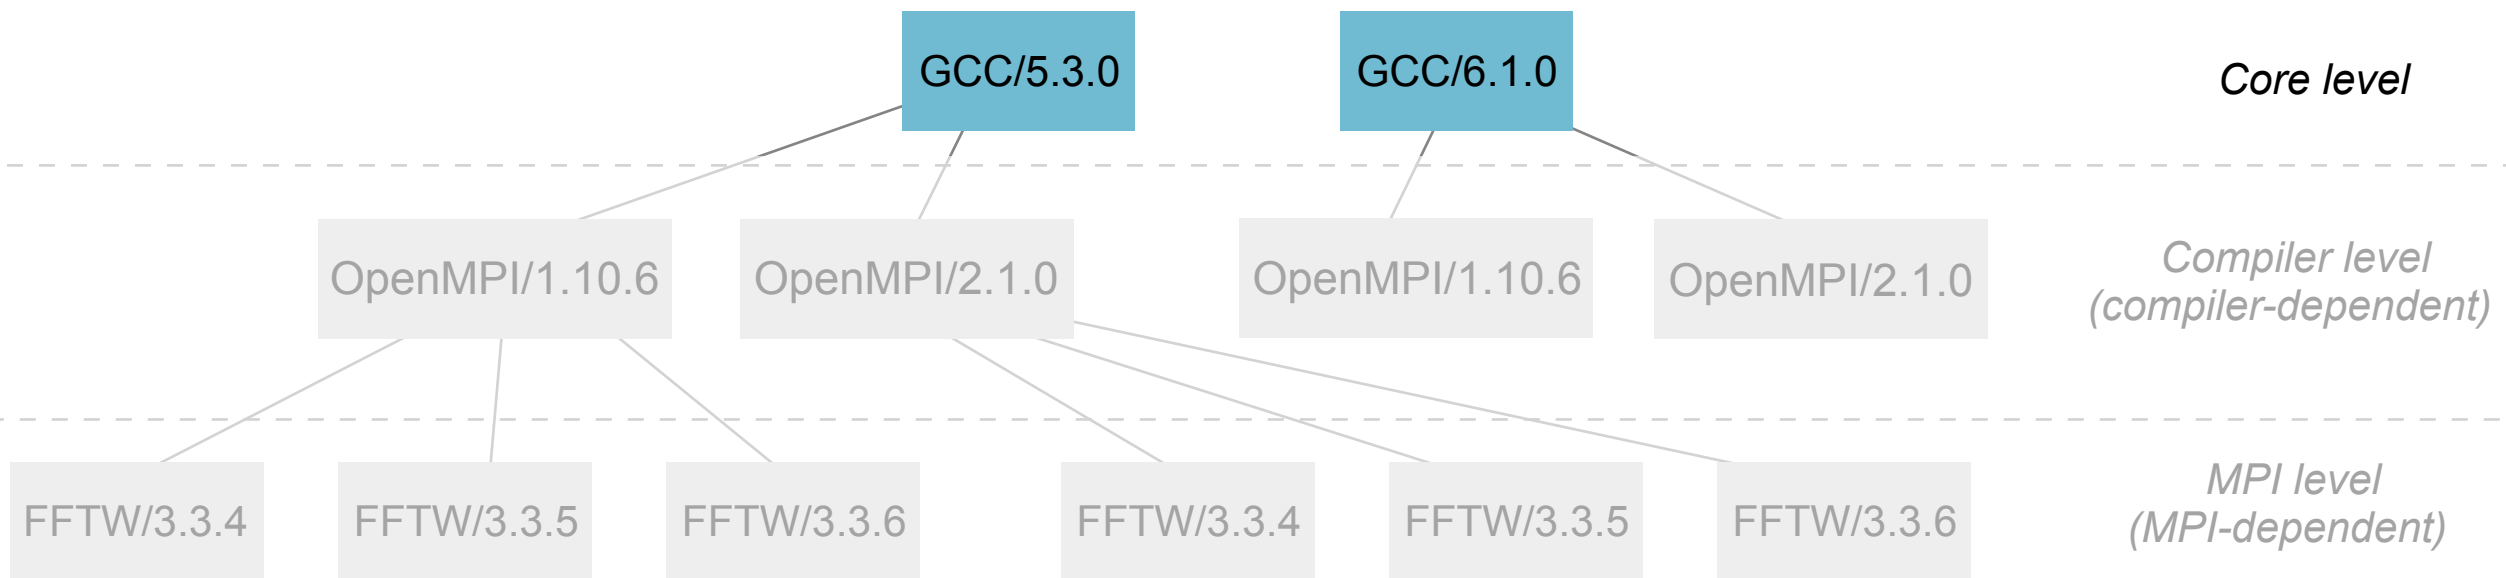 GCC/5.3.0
GCC/6.1.0
Core level
OpenMPI/1.10.6
OpenMPI/2.1.0
OpenMPI/1.10.6
OpenMPI/2.1.0
Compiler level
(compiler-dependent)
FFTW/3.3.4
FFTW/3.3.5
FFTW/3.3.6
FFTW/3.3.4
FFTW/3.3.5
FFTW/3.3.6
MPI level
(MPI-dependent)